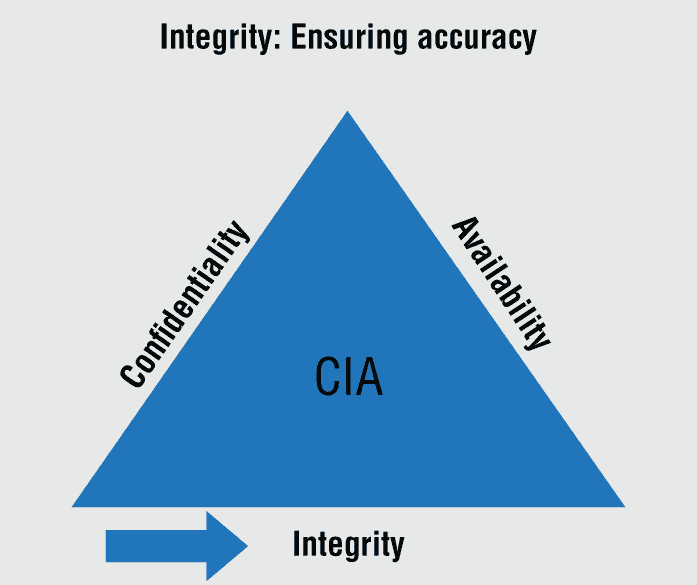 Integrity: Ensuring accuracy
Confidentiality
Availability
CIA
Integrity